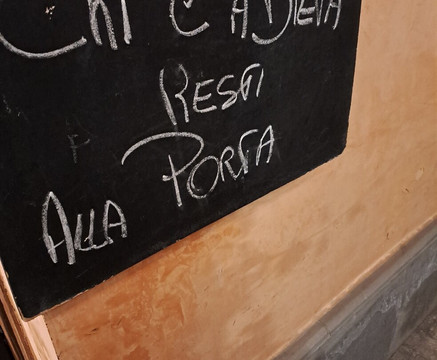 CHI È A DIETA
RESTI
PORTA
ALLA